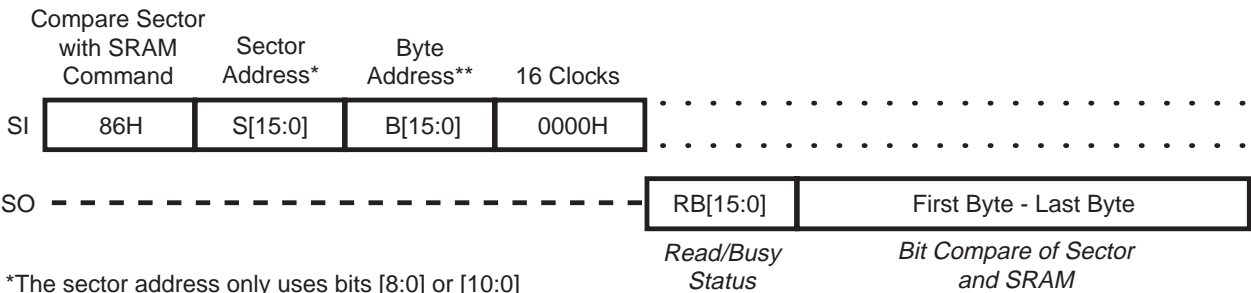 Compare Sector
with SRAM
Command
Sector
Address*
Byte
Address**
16 Clocks
SI
86H
S[15:0]
B[15:0]
0000H
SO
RB[15:0]
First Byte - Last Byte
Read/Busy
Status
Bit Compare of Sector
and SRAM
*The sector address only uses bits [8:0] or [10:0]